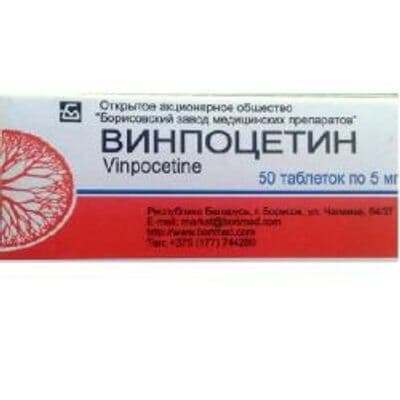 Открытое акционерное общество
"Борисовский завод медицинских препаратов"
ВИНПОЦЕТИН
Vinpocetine
50 таблеток по 5 мг
Республика Беларусь, г. Борисов, ул. Чапаева, 64/27
E-mail: market@borimed.com
http://www.borimed.com
Тел: +375 (177) 744280